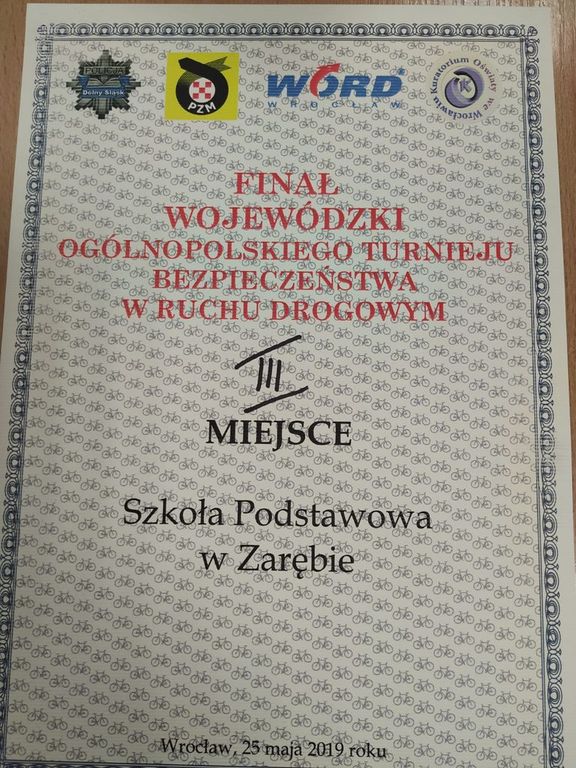 POLICJA
Dolny Śląsk
PZM
WORD
WROCŁAW
Kuratorium Oświaty we Wrocławiu
FINAŁ
WOJEWÓDZKI
OGÓLNOPOLSKIEGO TURNIEJU
BEZPIECZEŃSTWA
W RUCHU DROGOWYM
III
MIEJSCE
Szkoła Podstawowa
w Zarębie
Wrocław, 25 maja 2019 roku